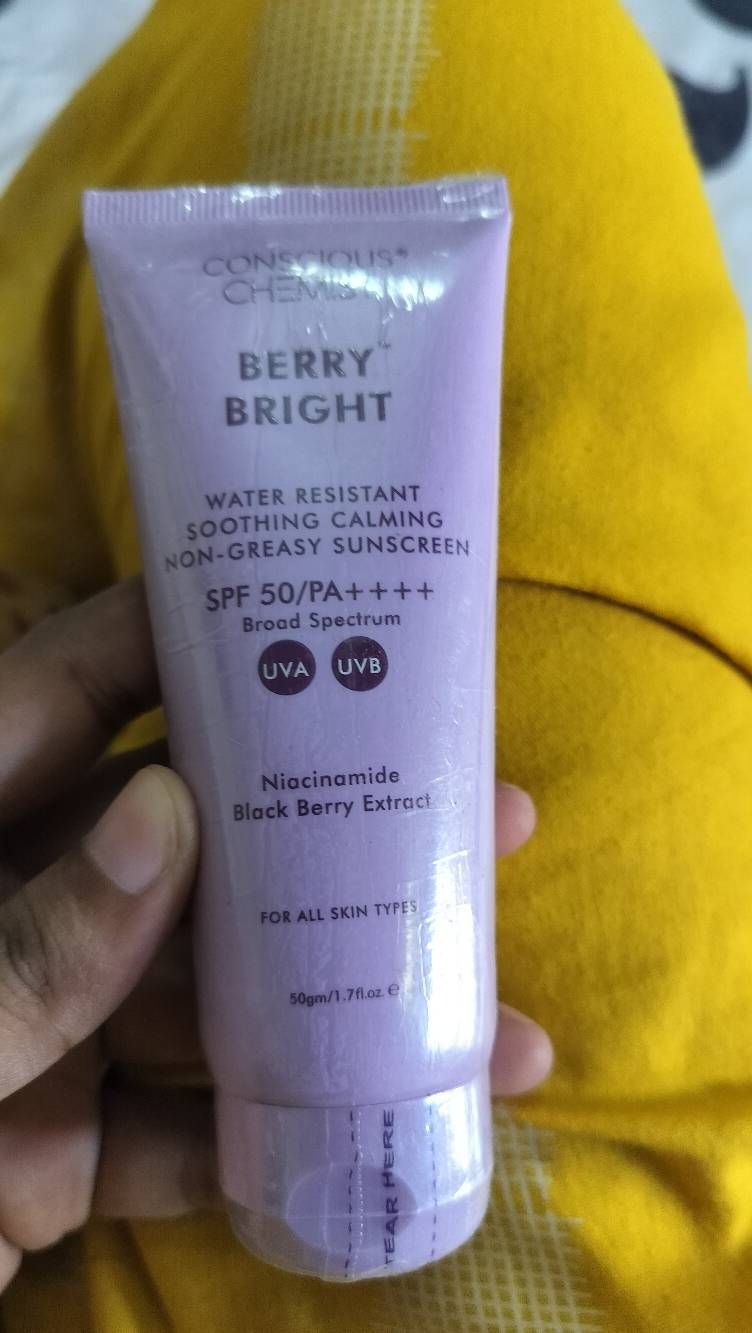 CONSCIOUS®
CHEMIST
BERRY™
BRIGHT
WATER RESISTANT
SOOTHING CALMING
NON-GREASY SUNSCREEN
SPF 50/PA++++
Broad Spectrum
UVA UVB
Niacinamide
Black Berry Extract
FOR ALL SKIN TYPES
50gm/1.7fl.oz ℮
TEAR HERE